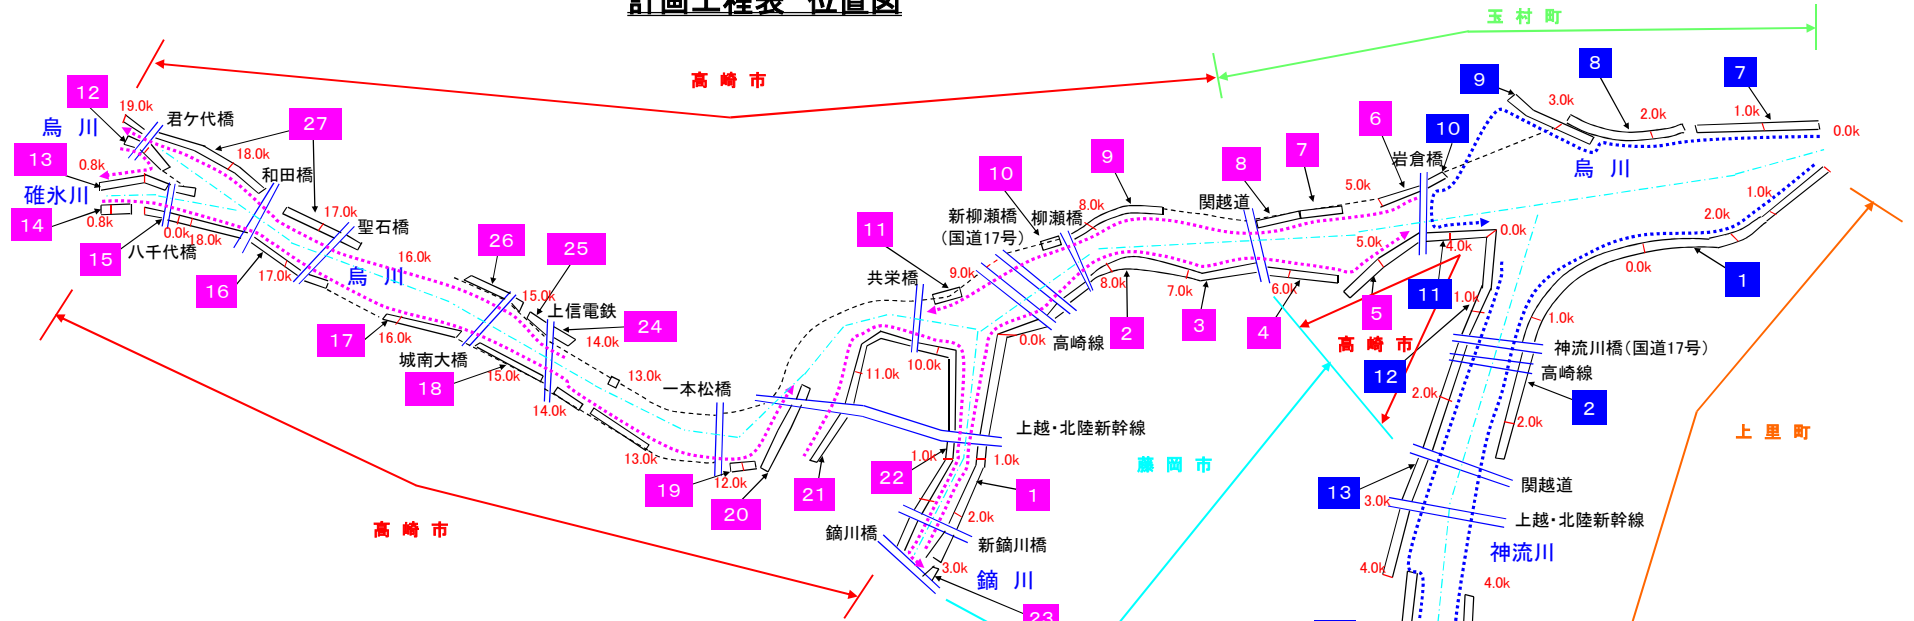 計画工程表 位置図
玉村町
高崎市
12
19.0k
君ケ代橋
27
烏 川
13
0.8k
18.0k
和田橋
碓氷川
14
0.8k
0.0k
18.0k
15
八千代橋
17.0k
聖石橋
16.0k
烏 川
17.0k
16
26
25
15.0k
上信電鉄
24
14.0k
17
16.0k
城南大橋
18
15.0k
14.0k
13.0k
一本松橋
13.0k
19
12.0k
20
21
高崎市
11
共栄橋
9.0k
10
新柳瀬橋
(国道17号)
柳瀬橋
8.0k
9
8
7
関越道
5.0k
6
岩倉橋
10
9
3.0k
8
2.0k
7
1.0k
0.0k
烏 川
11.0k
10.0k
0.0k
高崎線
8.0k
2
7.0k
3
6.0k
4
5.0k
5
4.0k
0.0k
11
1.0k
高崎市
12
2.0k
1.0k
2.0k
0.0k
1
1.0k
神流川橋(国道17号)
高崎線
2
2.0k
上里町
上越・北陸新幹線
22
1.0k
1.0k
1
2.0k
鏑川橋
新鏑川橋
3.0k
鏑 川
23
藤岡市
13
3.0k
関越道
上越・北陸新幹線
神流川
4.0k
4.0k